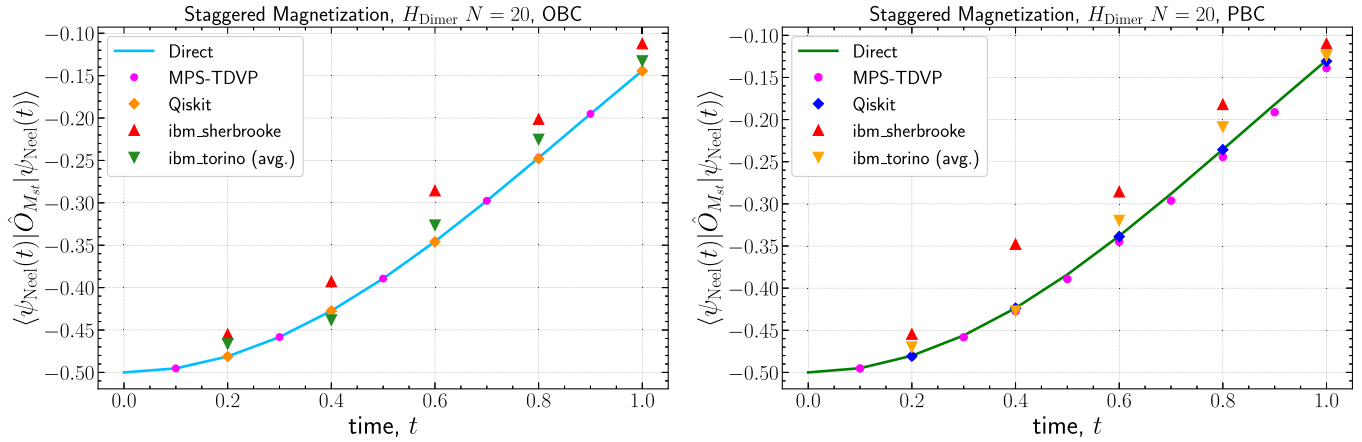 Staggered Magnetization, H_Dimer N = 20, OBC
⟨ψ_Neel(t)|Ô_{M_st}|ψ_Neel(t)⟩
−0.10
−0.15
−0.20
−0.25
−0.30
−0.35
−0.40
−0.45
−0.50
Direct
MPS-TDVP
Qiskit
ibm_sherbrooke
ibm_torino (avg.)
0.0 0.2 0.4 0.6 0.8 1.0
time, t
Staggered Magnetization, H_Dimer N = 20, PBC
⟨ψ_Neel(t)|Ô_{M_st}|ψ_Neel(t)⟩
−0.10
−0.15
−0.20
−0.25
−0.30
−0.35
−0.40
−0.45
−0.50
Direct
MPS-TDVP
Qiskit
ibm_sherbrooke
ibm_torino (avg.)
0.0 0.2 0.4 0.6 0.8 1.0
time, t